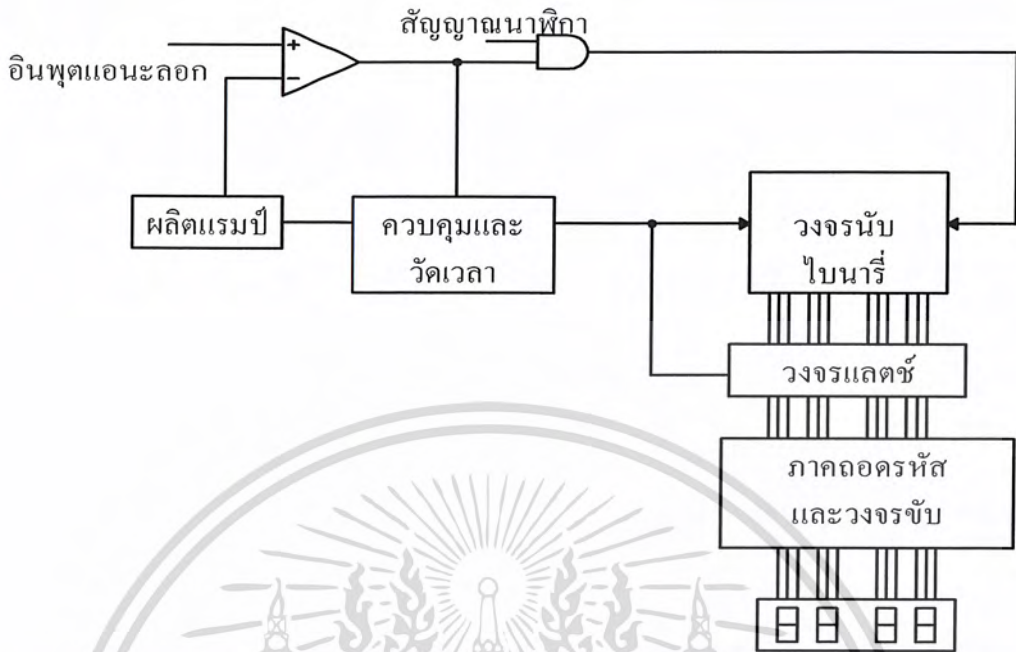 สัญญาณนาฬิกา
+
อินพุตแอนะลอก
−
ผลิตแรมป์
ควบคุมและ
วัดเวลา
วงจรนับ
ไบนารี่
วงจรแลตช์
ภาคถอดรหัส
และวงจรขับ